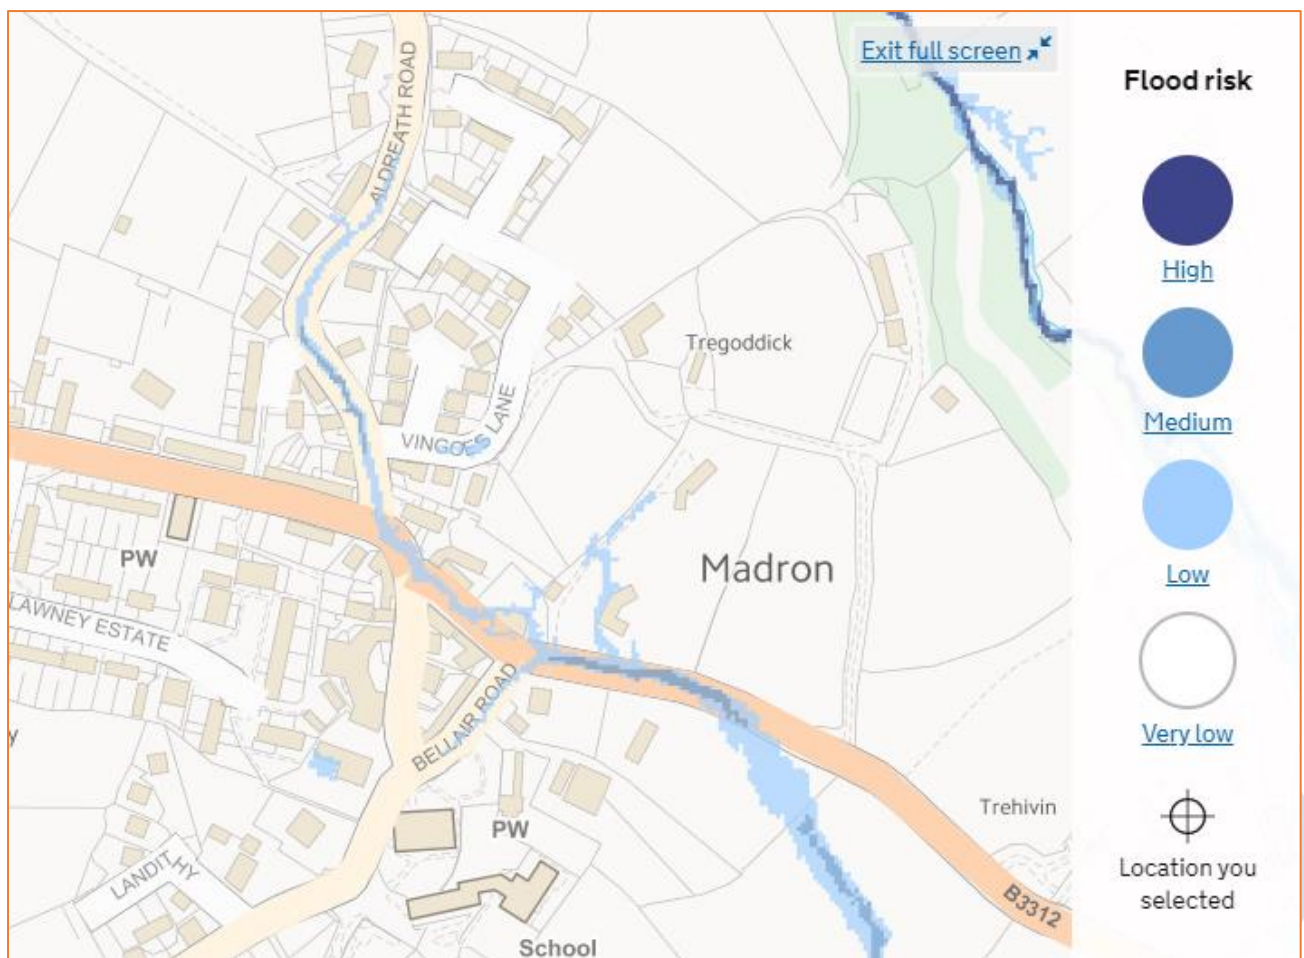 Exit full screen
Flood risk
ALDREATH ROAD
High
Tregoddick
Medium
VINGOES LANE
PW
Madron
Low
LAWNEY ESTATE
BELLAIR ROAD
Very low
y
Trehivin
PW
LANDITHY
Location you
selected
B3312
School